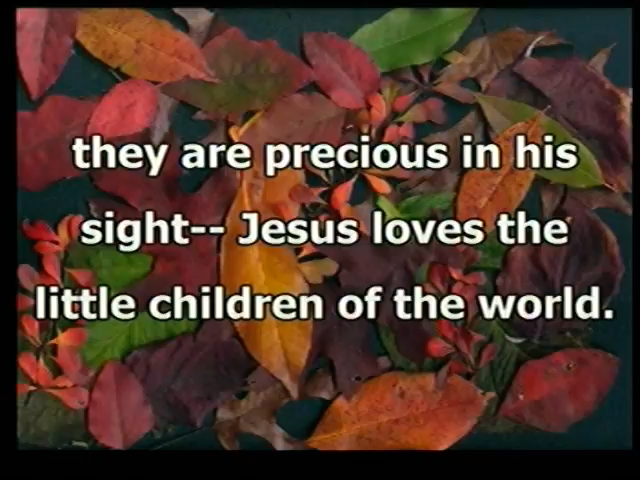 they are precious in his
sight-- Jesus loves the
little children of the world.